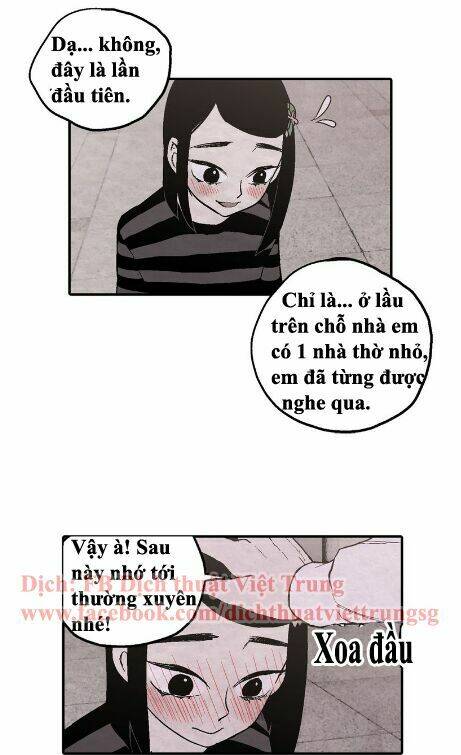 Dạ... không,
đây là lần
đầu tiên.
Chỉ là... ở lầu
trên chỗ nhà em
có 1 nhà thờ nhỏ,
em đã từng được
nghe qua.
Vậy à! Sau
này nhớ tới
thường xuyên
nhé!
Dịch: FB Dich thuật Việt Trung
www.facebook.com/dichthuatviettrungsg
Xoa đầu